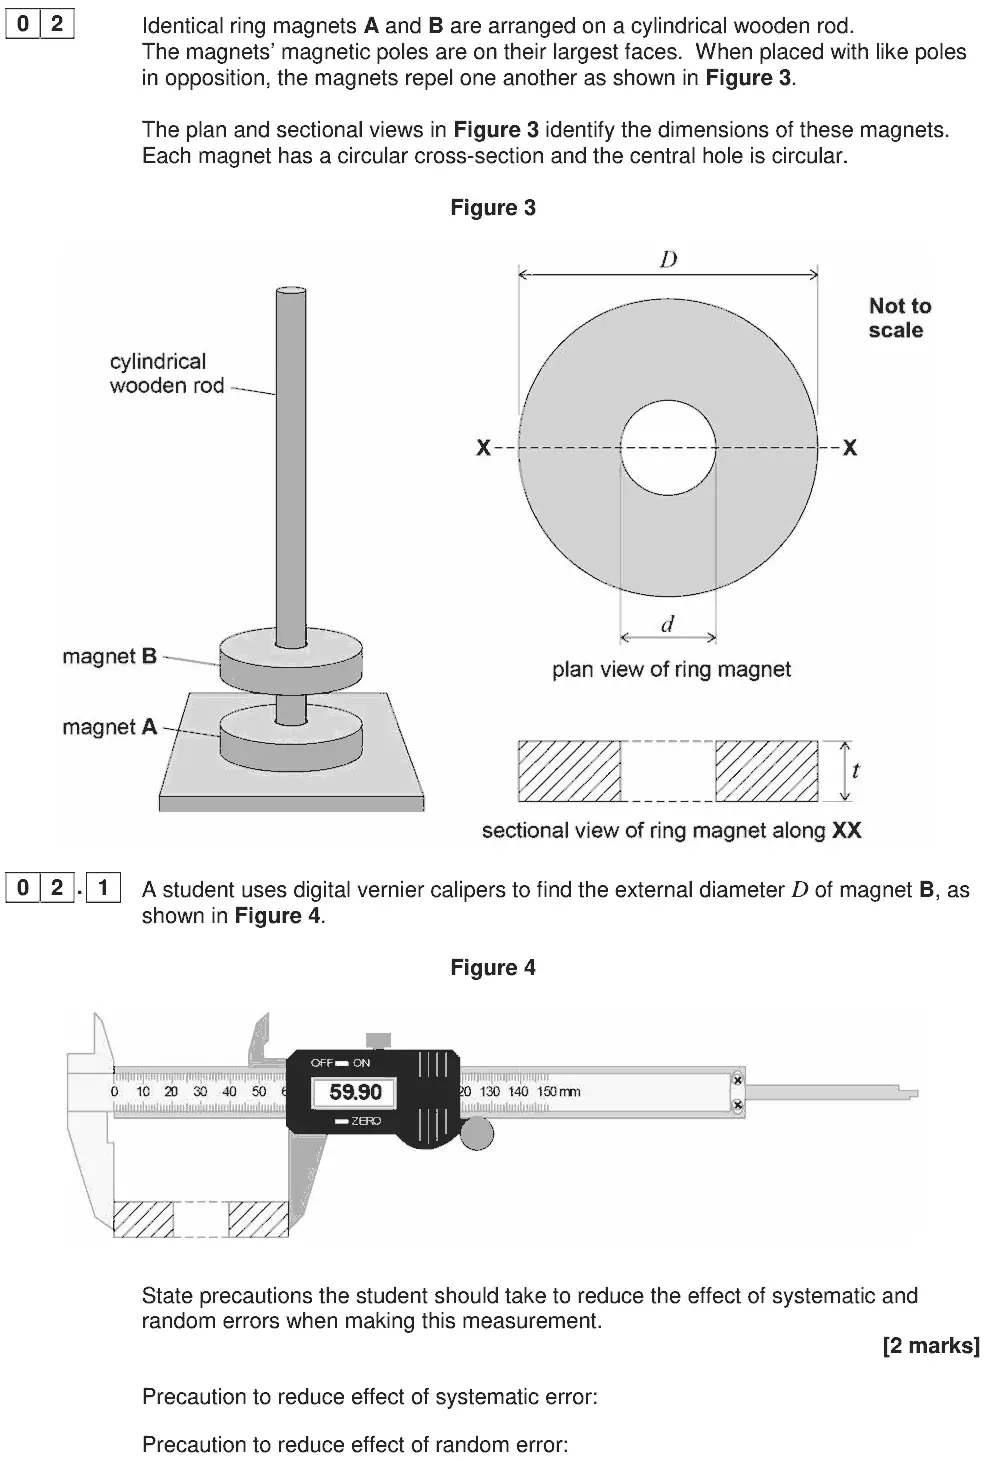 0 2 Identical ring magnets A and B are arranged on a cylindrical wooden rod.
The magnets' magnetic poles are on their largest faces. When placed with like poles
in opposition, the magnets repel one another as shown in Figure 3.
The plan and sectional views in Figure 3 identify the dimensions of these magnets.
Each magnet has a circular cross-section and the central hole is circular.
Figure 3
D
Not to
scale
cylindrical
wooden rod
X X
d
magnet B
plan view of ring magnet
magnet A
t
sectional view of ring magnet along XX
0 2 . 1 A student uses digital vernier calipers to find the external diameter D of magnet B, as
shown in Figure 4.
Figure 4
OFF ON
0 10 20 30 40 50 6 59.90 20 130 140 150 mm
ZERO
State precautions the student should take to reduce the effect of systematic and
random errors when making this measurement.
[2 marks]
Precaution to reduce effect of systematic error:
Precaution to reduce effect of random error: